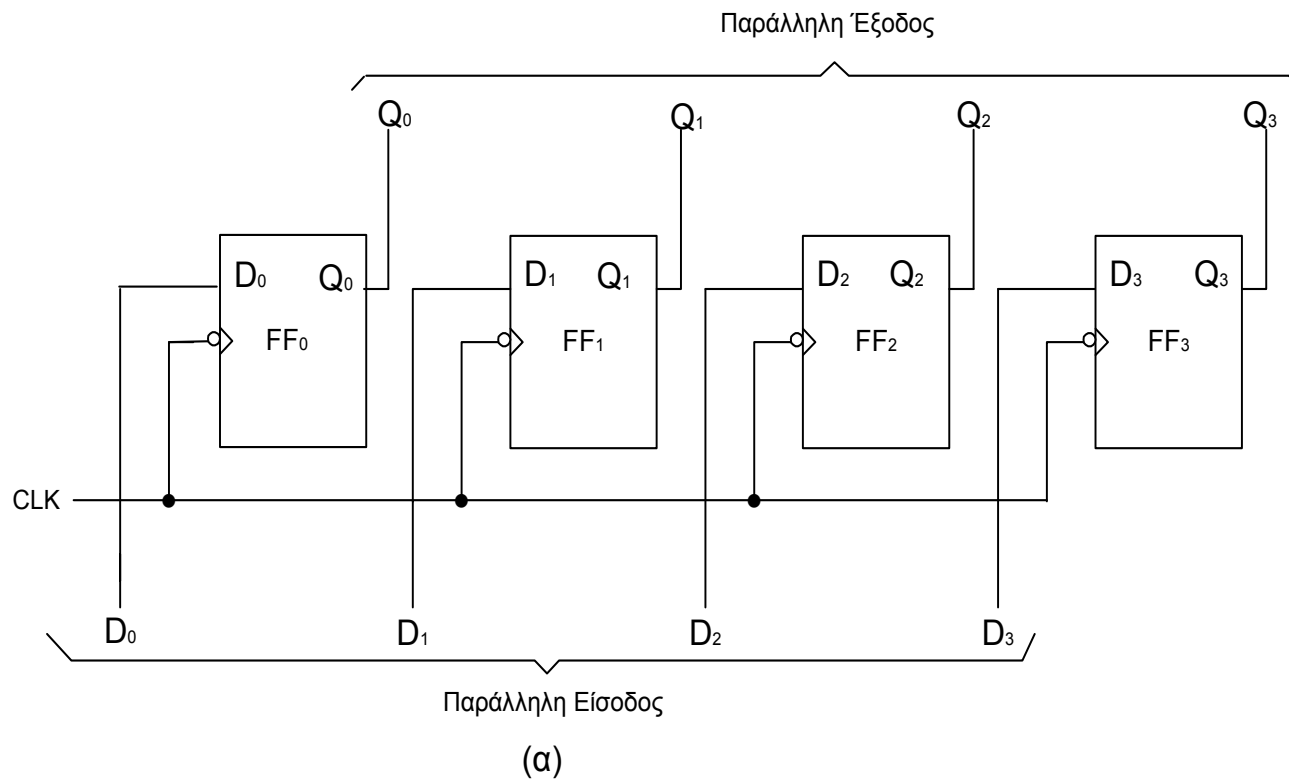 Παράλληλη Έξοδος
Q0 Q1 Q2 Q3
D0 Q0 D1 Q1 D2 Q2 D3 Q3
FF0 FF1 FF2 FF3
CLK
D0 D1 D2 D3
Παράλληλη Είσοδος
(α)